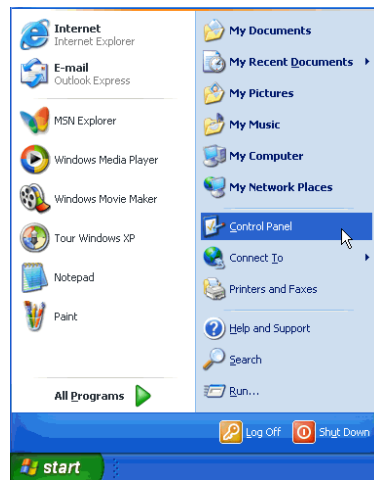 Internet
Internet Explorer
E-mail
Outlook Express
MSN Explorer
Windows Media Player
Windows Movie Maker
Tour Windows XP
Notepad
Paint
All Programs
My Documents
My Recent Documents
My Pictures
My Music
My Computer
My Network Places
Control Panel
Connect To
Printers and Faxes
Help and Support
Search
Run...
Log Off
Shut Down
start